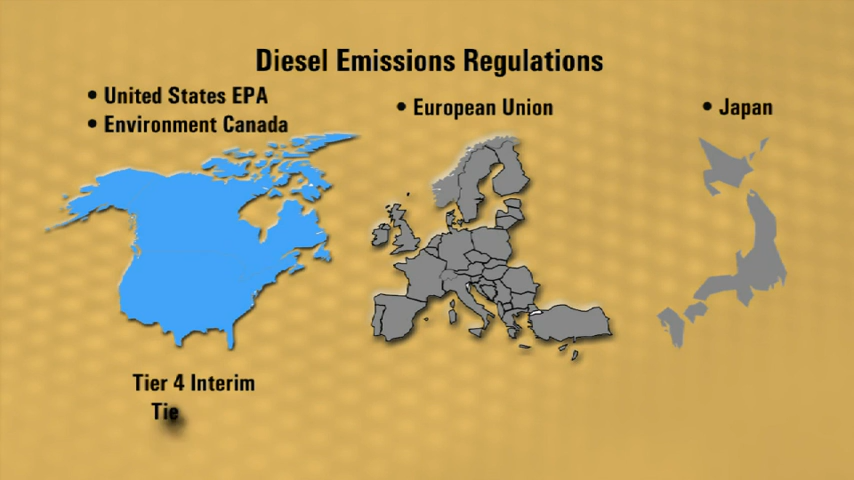 Diesel Emissions Regulations
• United States EPA
• Environment Canada
• European Union
• Japan
Tier 4 Interim
Tie